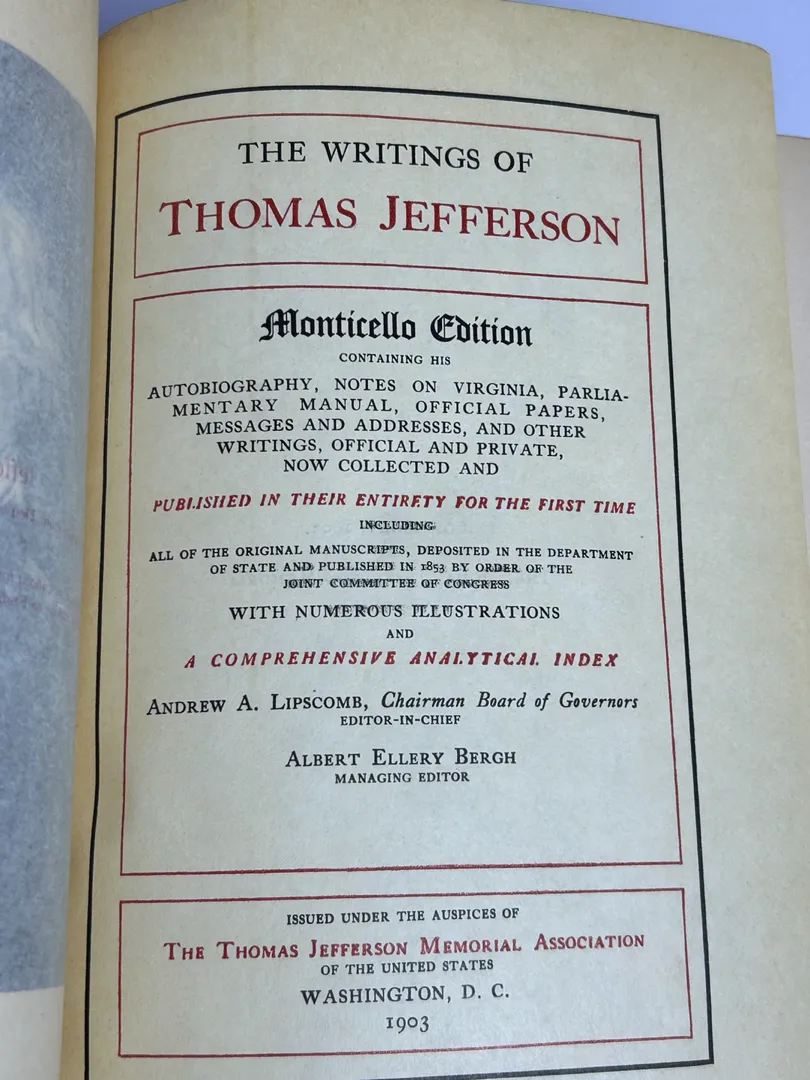 THE WRITINGS OF
THOMAS JEFFERSON
Monticello Edition
CONTAINING HIS
AUTOBIOGRAPHY, NOTES ON VIRGINIA, PARLIA-
MENTARY MANUAL, OFFICIAL PAPERS,
MESSAGES AND ADDRESSES, AND OTHER
WRITINGS, OFFICIAL AND PRIVATE,
NOW COLLECTED AND
PUBLISHED IN THEIR ENTIRETY FOR THE FIRST TIME
INCLUDING
ALL OF THE ORIGINAL MANUSCRIPTS, DEPOSITED IN THE DEPARTMENT
OF STATE AND PUBLISHED IN 1853 BY ORDER OF THE
JOINT COMMITTEE OF CONGRESS
WITH NUMEROUS ILLUSTRATIONS
AND
A COMPREHENSIVE ANALYTICAL INDEX
ANDREW A. LIPSCOMB, Chairman Board of Governors
EDITOR-IN-CHIEF
ALBERT ELLERY BERGH
MANAGING EDITOR
ISSUED UNDER THE AUSPICES OF
THE THOMAS JEFFERSON MEMORIAL ASSOCIATION
OF THE UNITED STATES
WASHINGTON, D. C.
1903